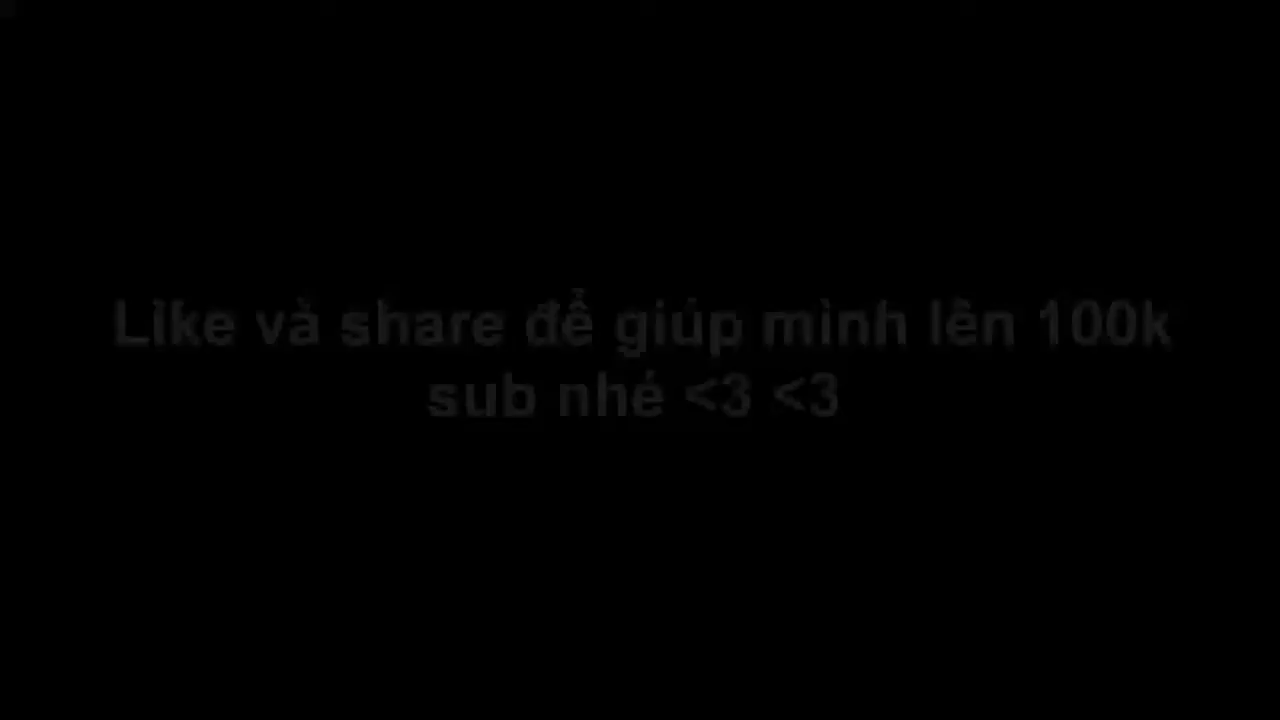 Like và share để giúp mình lên 100k
sub nhé <3 <3